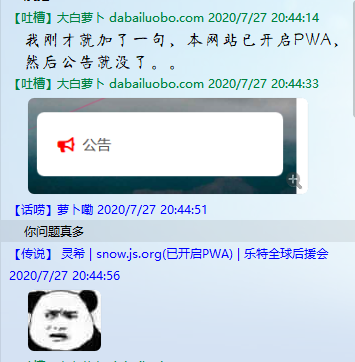 【吐槽】大白萝卜 dabailuobo.com 2020/7/27 20:44:14
我刚才就加了一句，本网站已开启PWA，
然后公告就没了。。
【吐槽】大白萝卜 dabailuobo.com 2020/7/27 20:44:33
公告
【话唠】萝卜嘞 2020/7/27 20:44:51
你问题真多
【传说】 灵希 | snow.js.org(已开启PWA) | 乐特全球后援会
2020/7/27 20:44:56